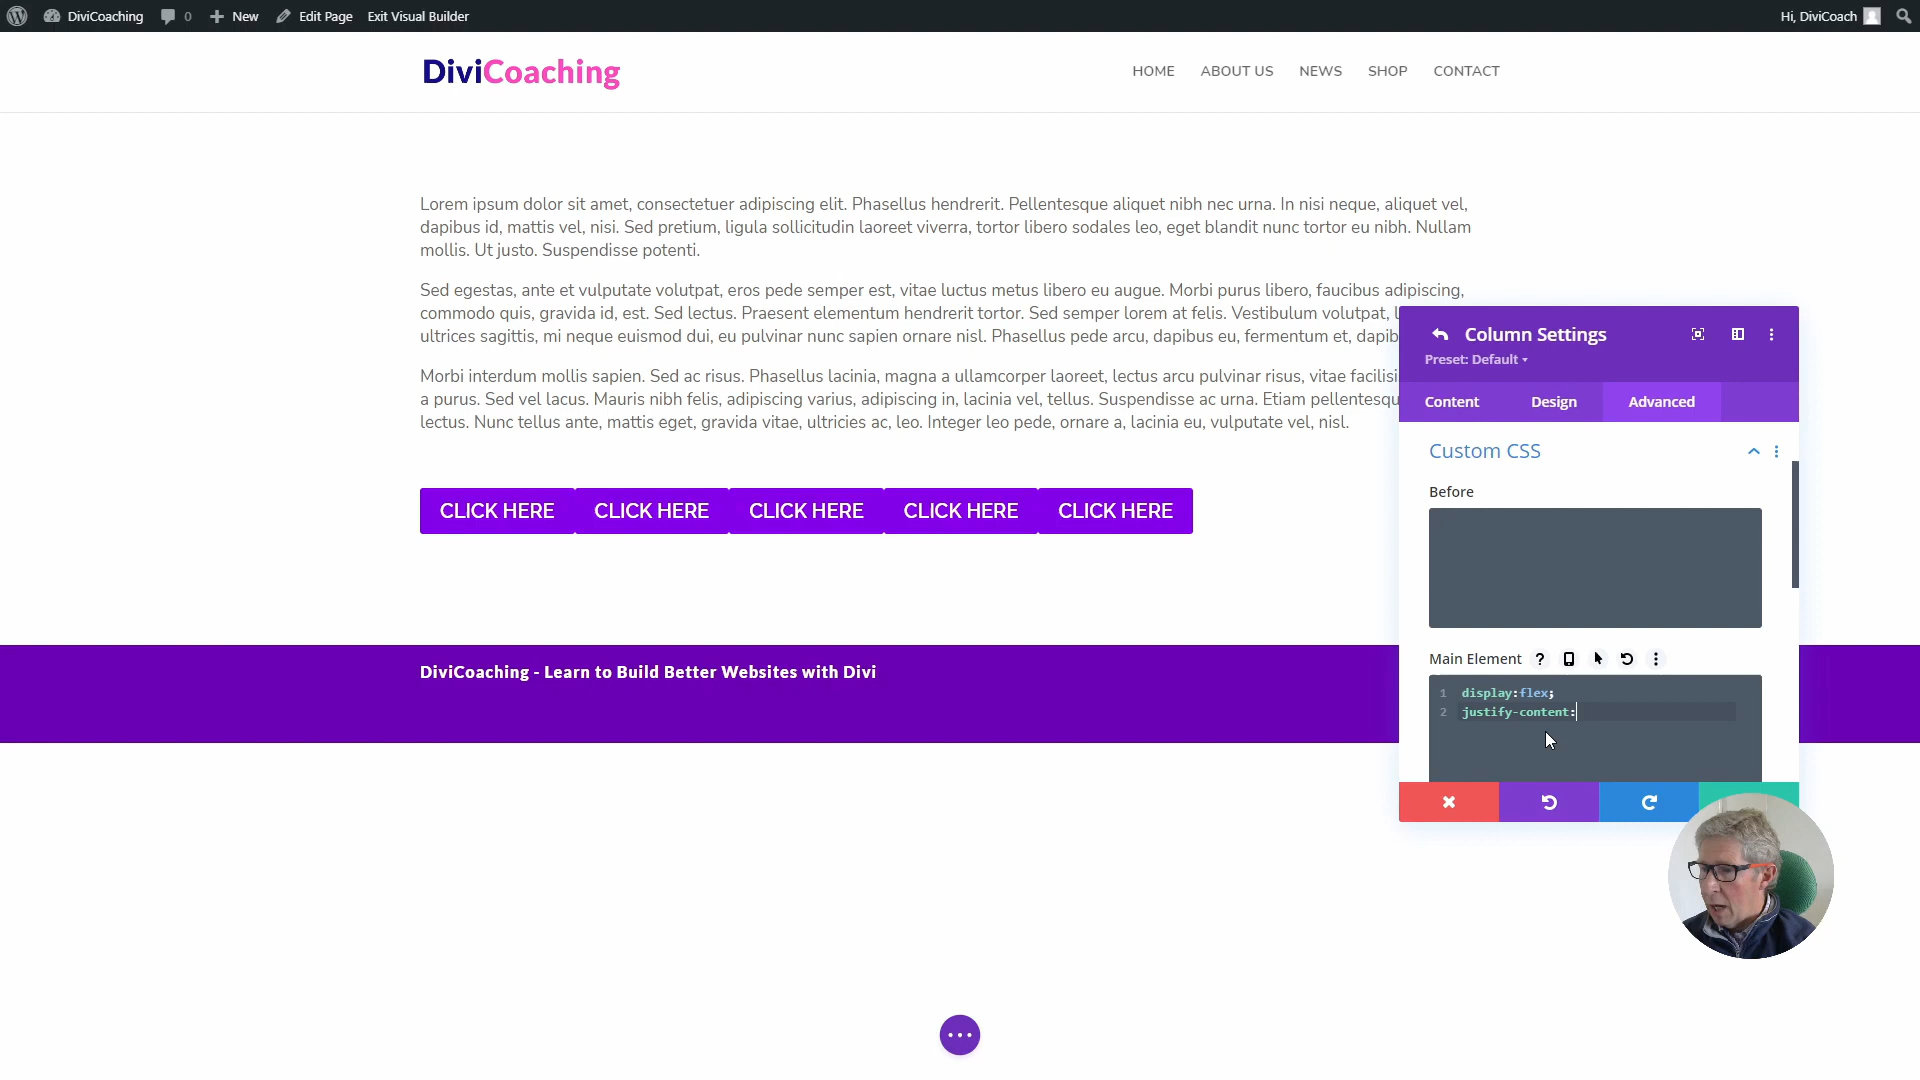 DiviCoaching
0
New
Edit Page
Exit Visual Builder
Hi, DiviCoach
DiviCoaching
HOME
ABOUT US
NEWS
SHOP
CONTACT
Lorem ipsum dolor sit amet, consectetuer adipiscing elit. Phasellus hendrerit. Pellentesque aliquet nibh nec urna. In nisi neque, aliquet vel,
dapibus id, mattis vel, nisi. Sed pretium, ligula sollicitudin laoreet viverra, tortor libero sodales leo, eget blandit nunc tortor eu nibh. Nullam
mollis. Ut justo. Suspendisse potenti.
Sed egestas, ante et vulputate volutpat, eros pede semper est, vitae luctus metus libero eu augue. Morbi purus libero, faucibus adipiscing,
commodo quis, gravida id, est. Sed lectus. Praesent elementum hendrerit tortor. Sed semper lorem at felis. Vestibulum volutpat,
ultrices sagittis, mi neque euismod dui, eu pulvinar nunc sapien ornare nisl. Phasellus pede arcu, dapibus eu, fermentum et, dapib
Morbi interdum mollis sapien. Sed ac risus. Phasellus lacinia, magna a ullamcorper laoreet, lectus arcu pulvinar risus, vitae facilisi
a purus. Sed vel lacus. Mauris nibh felis, adipiscing varius, adipiscing in, lacinia vel, tellus. Suspendisse ac urna. Etiam pellentesqu
lectus. Nunc tellus ante, mattis eget, gravida vitae, ultricies ac, leo. Integer leo pede, ornare a, lacinia eu, vulputate vel, nisl.
CLICK HERE
CLICK HERE
CLICK HERE
CLICK HERE
CLICK HERE
DiviCoaching - Learn to Build Better Websites with Divi
Column Settings
Preset: Default
Content
Design
Advanced
Custom CSS
Before
Main Element
1 display:flex;
2 justify-content: